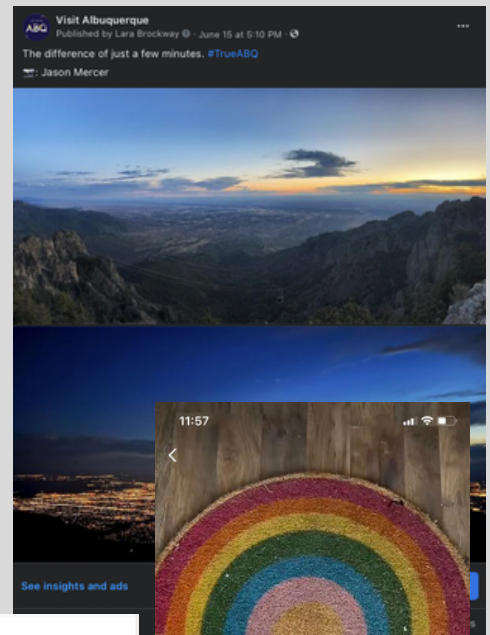 Visit Albuquerque
ABQ
Published by Lara Brockway · June 15 at 5:10 PM ·
The difference of just a few minutes. #TrueABQ
: Jason Mercer
11:57
See insights and ads
s